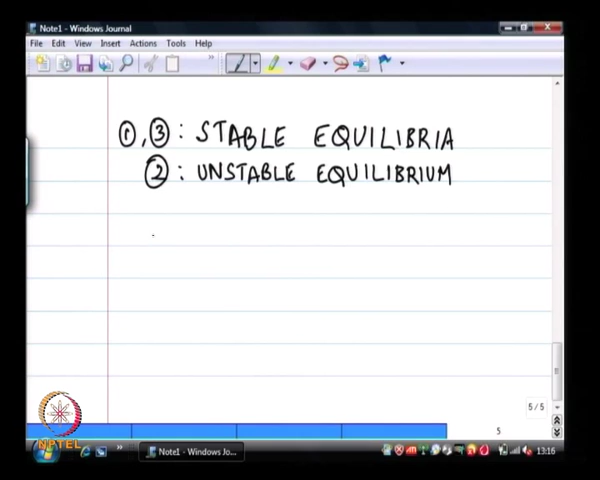 Note1 - Windows Journal
File Edit View Insert Actions Tools Help
①, ③ : STABLE EQUILIBRIA
② : UNSTABLE EQUILIBRIUM
5 / 5
5
NPTEL
Note1 - Windows Jo...
13:16